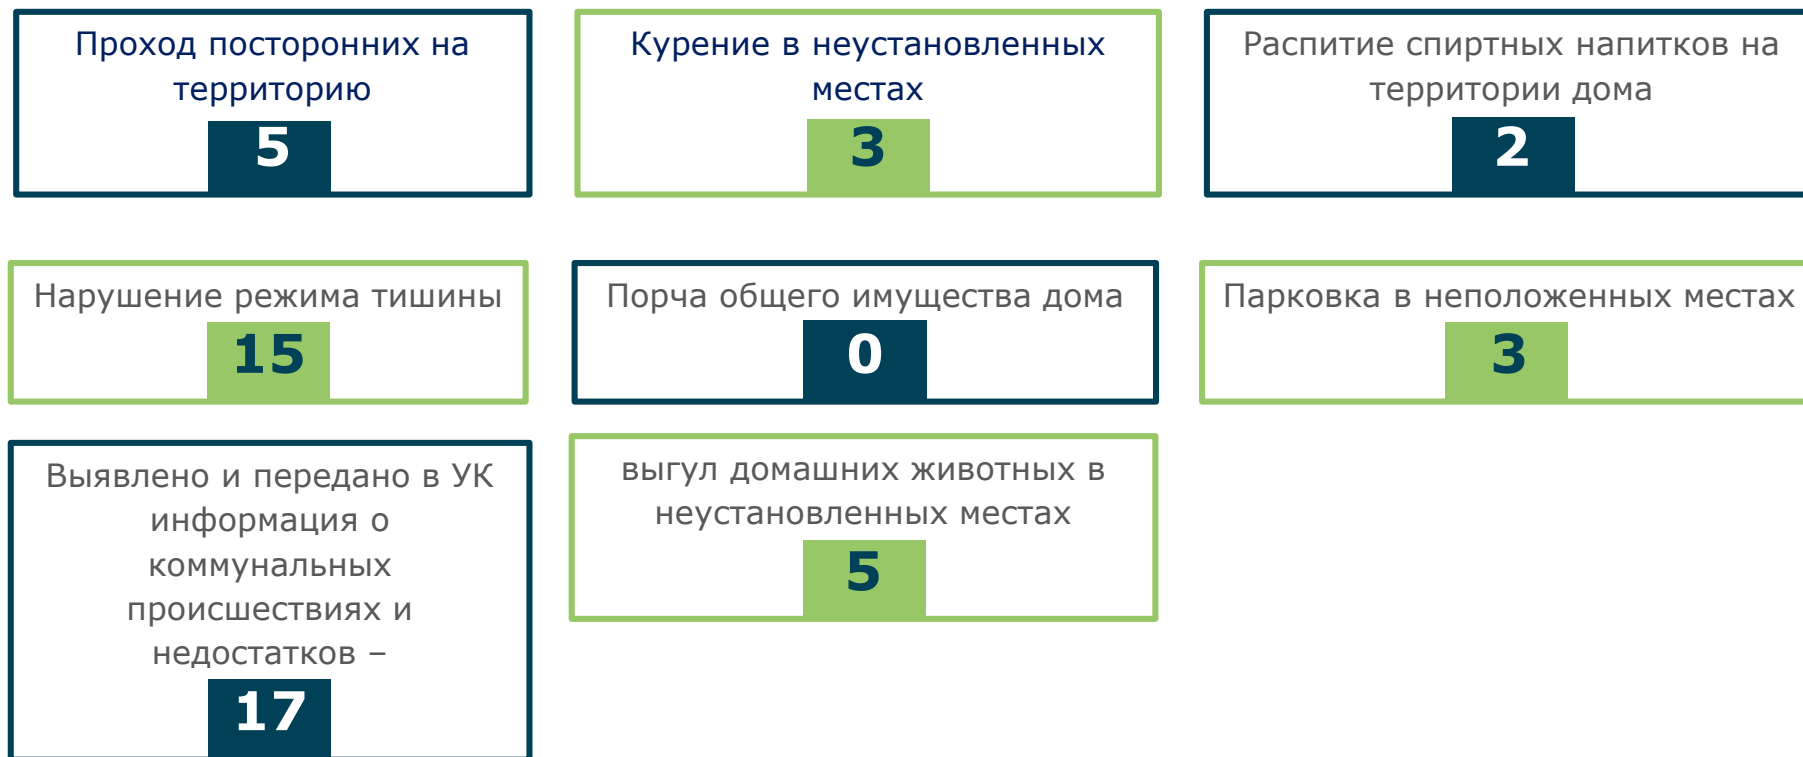 Проход посторонних на
территорию
5
Курение в неустановленных
местах
3
Распитие спиртных напитков на
территории дома
2
Нарушение режима тишины
15
Порча общего имущества дома
0
Парковка в неположенных местах
3
Выявлено и передано в УК
информация о
коммунальных
происшествиях и
недостатков –
17
выгул домашних животных в
неустановленных местах
5